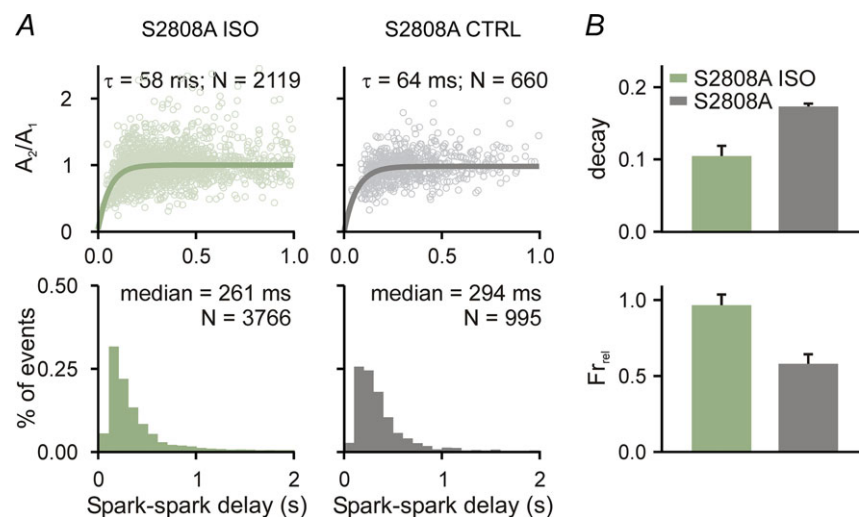 A
S2808A ISO
S2808A CTRL
B
τ = 58 ms; N = 2119
τ = 64 ms; N = 660
A2/A1
2
1
0
0.0
0.5
1.0
0.0
0.5
1.0
S2808A ISO
S2808A
decay
0.2
0.1
0.0
median = 261 ms
N = 3766
median = 294 ms
N = 995
% of events
0.50
0.25
0.00
0
1
2
0
1
2
Spark-spark delay (s)
Spark-spark delay (s)
Fr rel
1.0
0.5
0.0